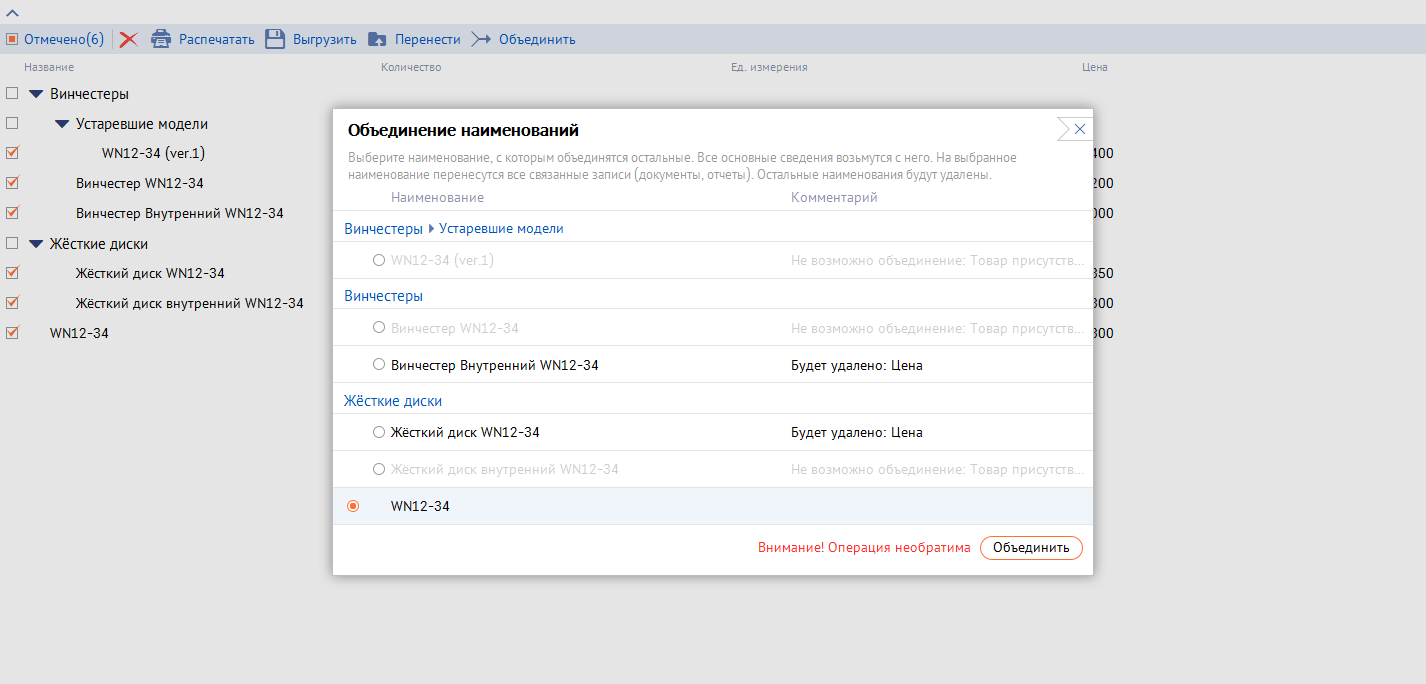 Отмечено(6) Распечатать Выгрузить Перенести Объединить
Название Количество Ед. измерения Цена
Винчестеры
Устаревшие модели
WN12-34 (ver.1)
400
Винчестер WN12-34
200
Винчестер Внутренний WN12-34
000
Жёсткие диски
Жёсткий диск WN12-34
350
Жёсткий диск внутренний WN12-34
300
WN12-34
300
Объединение наименований
Выберите наименование, с которым объединятся остальные. Все основные сведения возьмутся с него. На выбранное
наименование перенесутся все связанные записи (документы, отчеты). Остальные наименования будут удалены.
Наименование Комментарий
Винчестеры Устаревшие модели
WN12-34 (ver.1) Не возможно объединение: Товар присутств...
Винчестеры
Винчестер WN12-34 Не возможно объединение: Товар присутств...
Винчестер Внутренний WN12-34 Будет удалено: Цена
Жёсткие диски
Жёсткий диск WN12-34 Будет удалено: Цена
Жёсткий диск внутренний WN12-34 Не возможно объединение: Товар присутств...
WN12-34
Внимание! Операция необратима Объединить